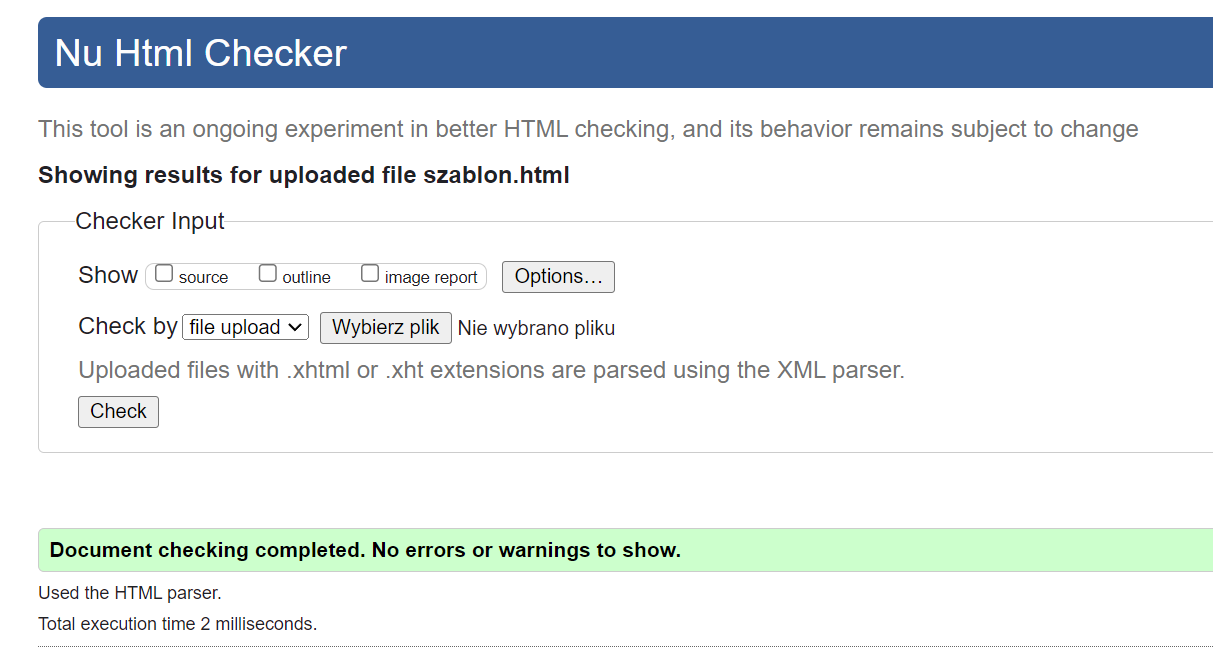 Nu Html Checker
This tool is an ongoing experiment in better HTML checking, and its behavior remains subject to change
Showing results for uploaded file szablon.html
Checker Input
Show source outline image report Options...
Check by file upload Wybierz plik Nie wybrano pliku
Uploaded files with .xhtml or .xht extensions are parsed using the XML parser.
Check
Document checking completed. No errors or warnings to show.
Used the HTML parser.
Total execution time 2 milliseconds.